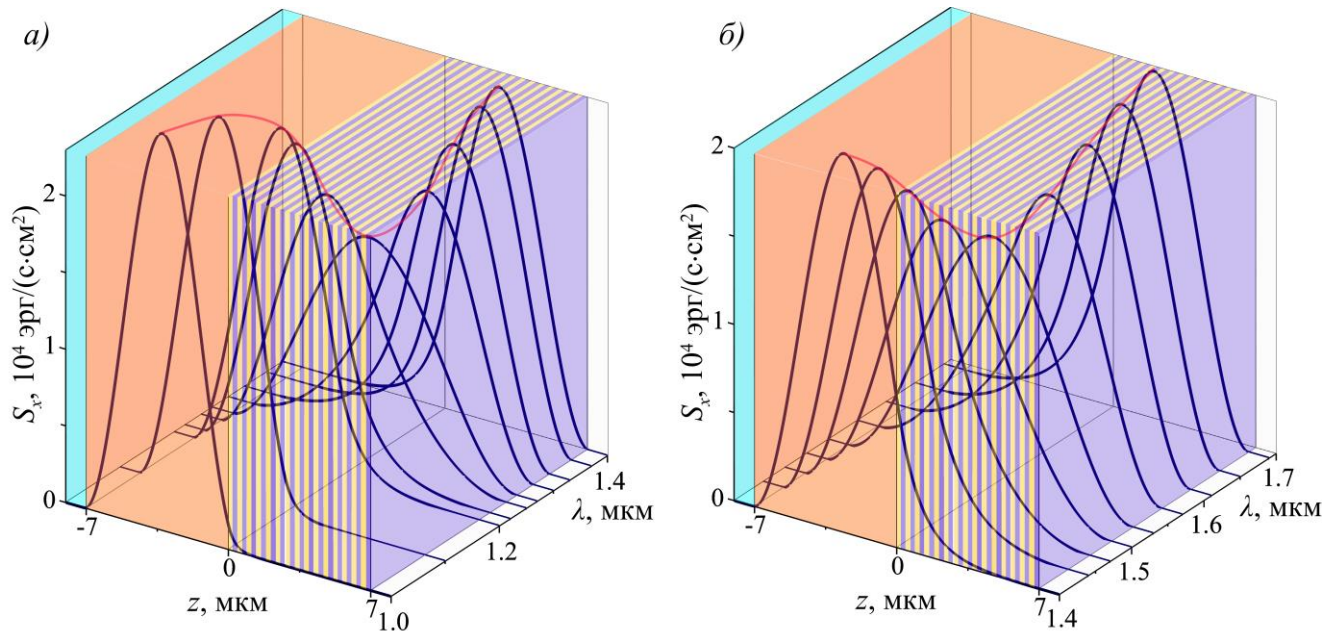 а)
S_x, 10⁴ эрг/(с·см²)
2
1
0
-7
0
7
z, мкм
1.0
1.2
1.4
λ, мкм
б)
S_x, 10⁴ эрг/(с·см²)
2
1
0
-7
0
7
z, мкм
1.4
1.5
1.6
1.7
λ, мкм